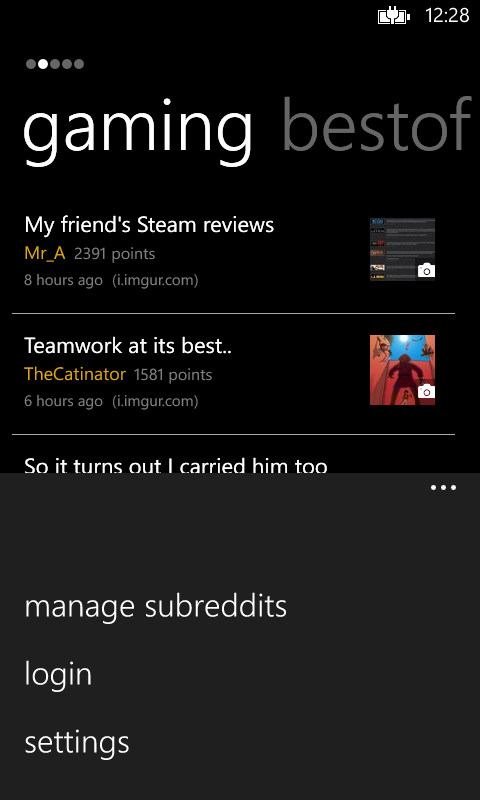 12:28
gaming bestof
My friend's Steam reviews
Mr_A 2391 points
8 hours ago (i.imgur.com)
Teamwork at its best..
TheCatinator 1581 points
6 hours ago (i.imgur.com)
So it turns out I carried him too
manage subreddits
login
settings